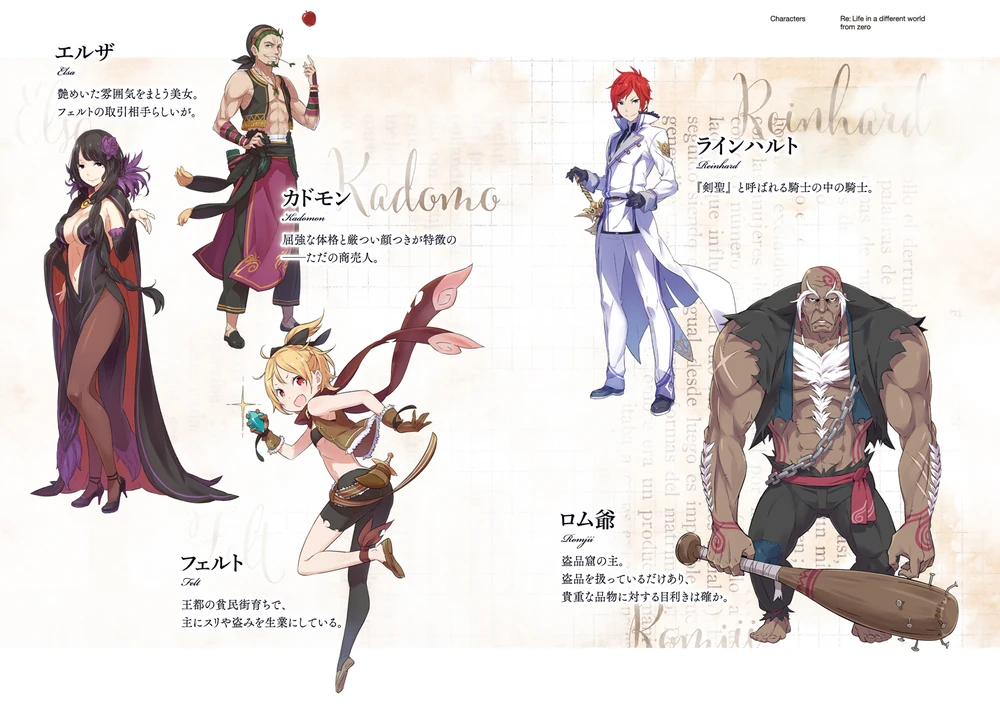 Characters
Re: Life in a different world
from zero
エルザ
Elsa
艶めいた雰囲気をまとう美女。
フェルトの取引相手らしいが。
Kadomo
カドモン
Kadomon
屈強な体格と厳つい顔つきが特徴の
——ただの商売人。
フェルト
Felt
王都の貧民街育ちで、
主にスリや盗みを生業にしている。
Reinhard
ラインハルト
Reinhard
『剣聖』と呼ばれる騎士の中の騎士。
ロム爺
Romjii
盗品窟の主。
盗品を扱っているだけあり、
貴重な品物に対する目利きは確か。
Romjii
Elsa
Felt